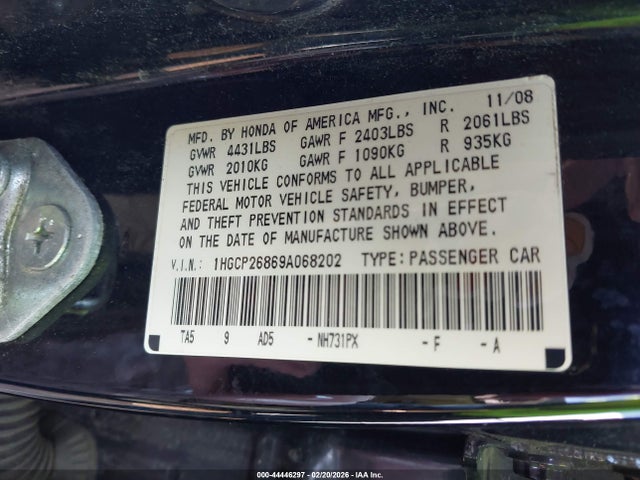 MFD. BY HONDA OF AMERICA MFG., INC. 11/08
GVWR 4431LBS GAWR F 2403LBS R 2061LBS
GVWR 2010KG GAWR F 1090KG R 935KG
THIS VEHICLE CONFORMS TO ALL APPLICABLE
FEDERAL MOTOR VEHICLE SAFETY, BUMPER,
AND THEFT PREVENTION STANDARDS IN EFFECT
ON THE DATE OF MANUFACTURE SHOWN ABOVE.
V.I.N.: 1HGCP26869A068202 TYPE: PASSENGER CAR
TA5 9 AD5 - NH731PX - F - A
000-44446297 - 02/20/2026 - IAA Inc.